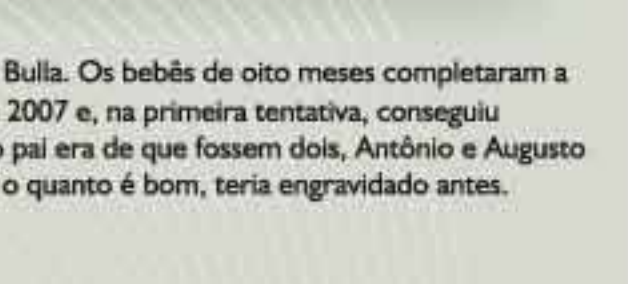 Bulla. Os bebês de oito meses completaram a
2007 e, na primeira tentativa, conseguiu
pai era de que fossem dois, Antônio e Augusto
o quanto é bom, teria engravidado antes.